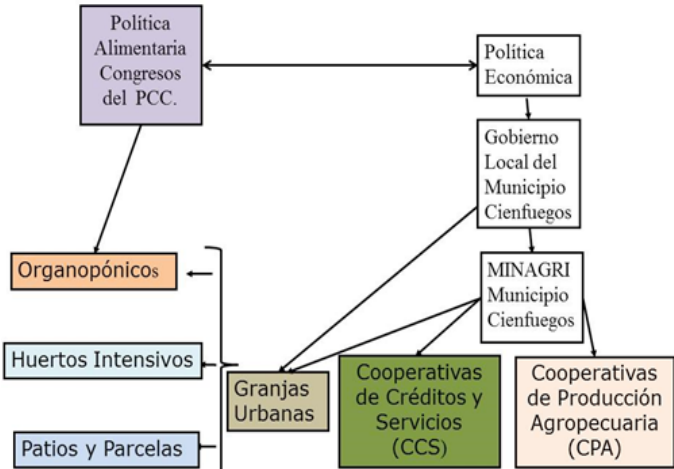 Política
Alimentaria
Congresos
del PCC.
Política
Económica
Gobierno
Local del
Municipio
Cienfuegos
MINAGRI
Municipio
Cienfuegos
Organopónicos
Huertos Intensivos
Patios y Parcelas
Granjas
Urbanas
Cooperativas
de Créditos y
Servicios
(CCS)
Cooperativas
de Producción
Agropecuaria
(CPA)